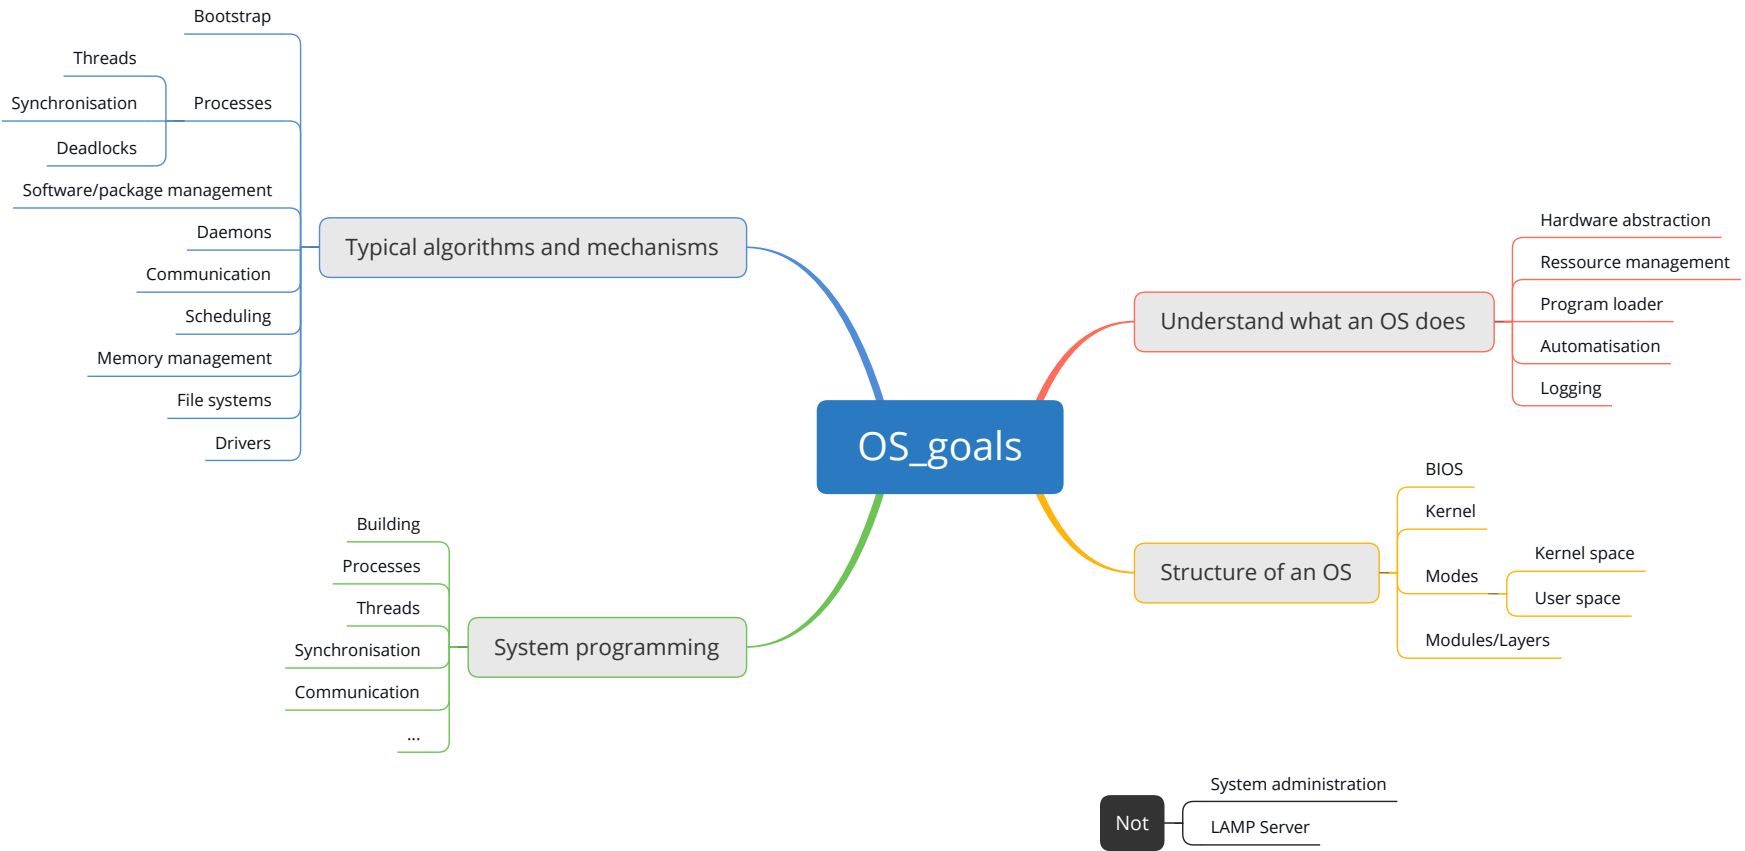 OS_goals
Understand what an OS does
Hardware abstraction
Ressource management
Program loader
Automatisation
Logging
Structure of an OS
BIOS
Kernel
Modes
Kernel space
User space
Modules/Layers
System programming
Building
Processes
Threads
Synchronisation
Communication
...
Typical algorithms and mechanisms
Bootstrap
Processes
Threads
Synchronisation
Deadlocks
Software/package management
Daemons
Communication
Scheduling
Memory management
File systems
Drivers
Not
System administration
LAMP Server